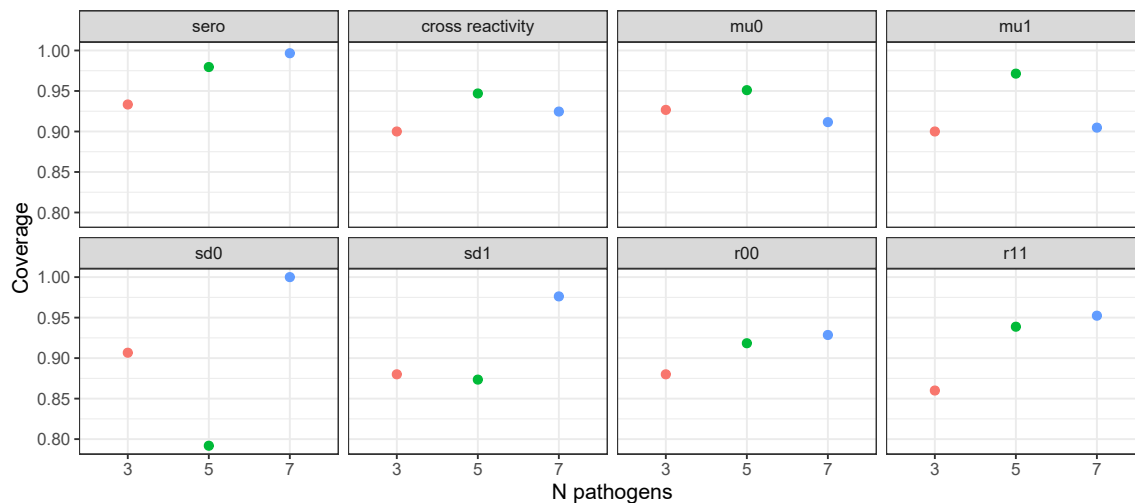 sero cross reactivity mu0 mu1
1.00
0.95
0.90
0.85
0.80
sd0 sd1 r00 r11
1.00
0.95
0.90
0.85
0.80
3 5 7 3 5 7 3 5 7 3 5 7
N pathogens
Coverage